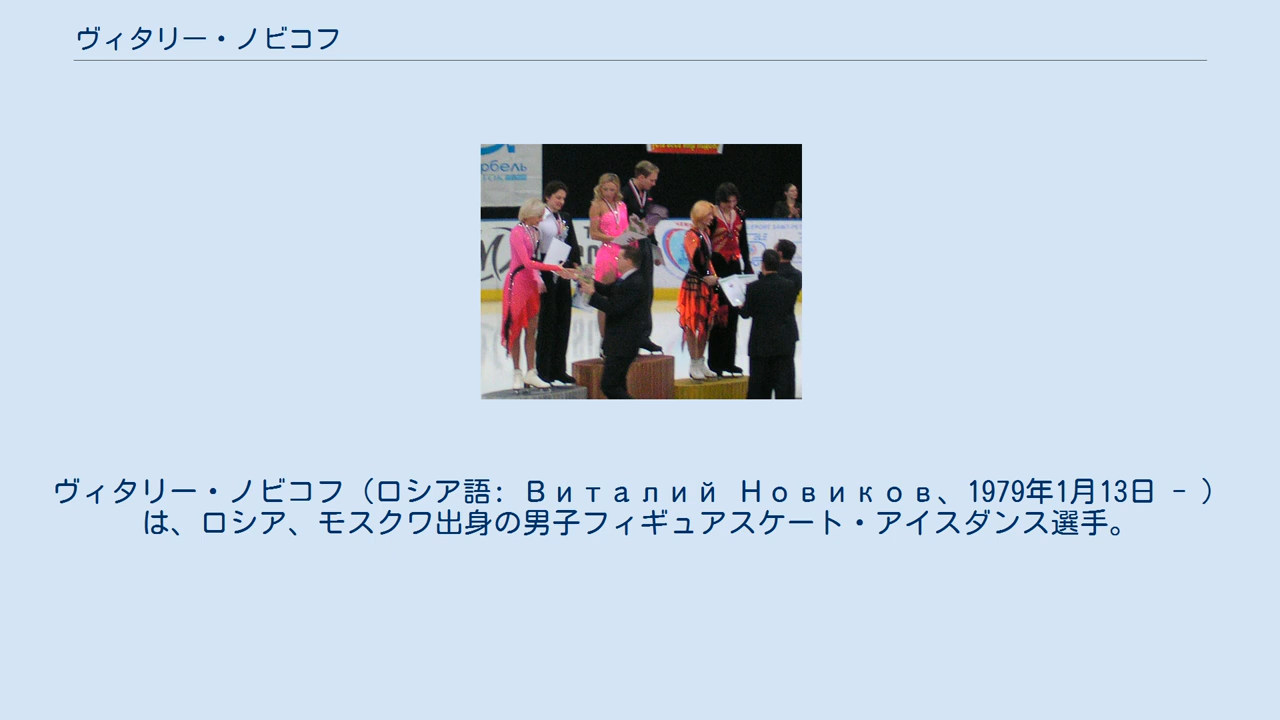 ヴィタリー・ノビコフ
рбель
ヴィタリー・ノビコフ（ロシア語: Виталий Новиков、1979年1月13日 - ）
は、ロシア、モスクワ出身の男子フィギュアスケート・アイスダンス選手。